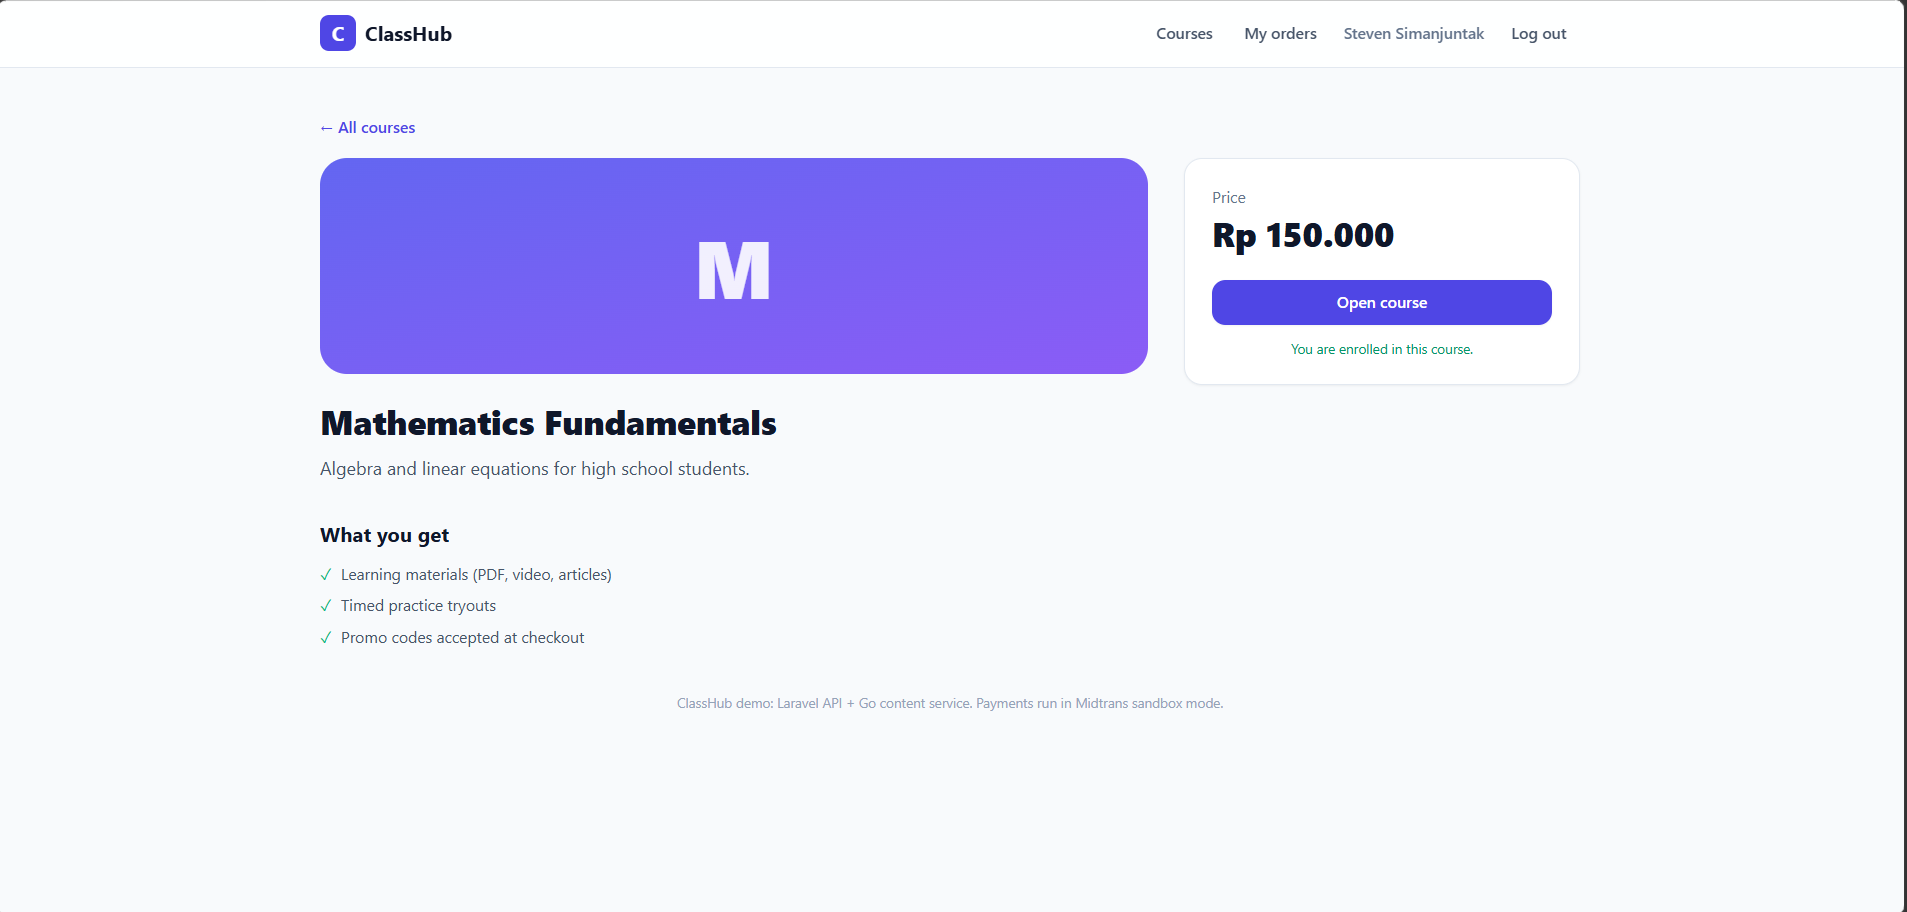 C ClassHub
Courses My orders Steven Simanjuntak Log out
← All courses
M
Price
Rp 150.000
Open course
You are enrolled in this course.
Mathematics Fundamentals
Algebra and linear equations for high school students.
What you get
✓ Learning materials (PDF, video, articles)
✓ Timed practice tryouts
✓ Promo codes accepted at checkout
ClassHub demo: Laravel API + Go content service. Payments run in Midtrans sandbox mode.